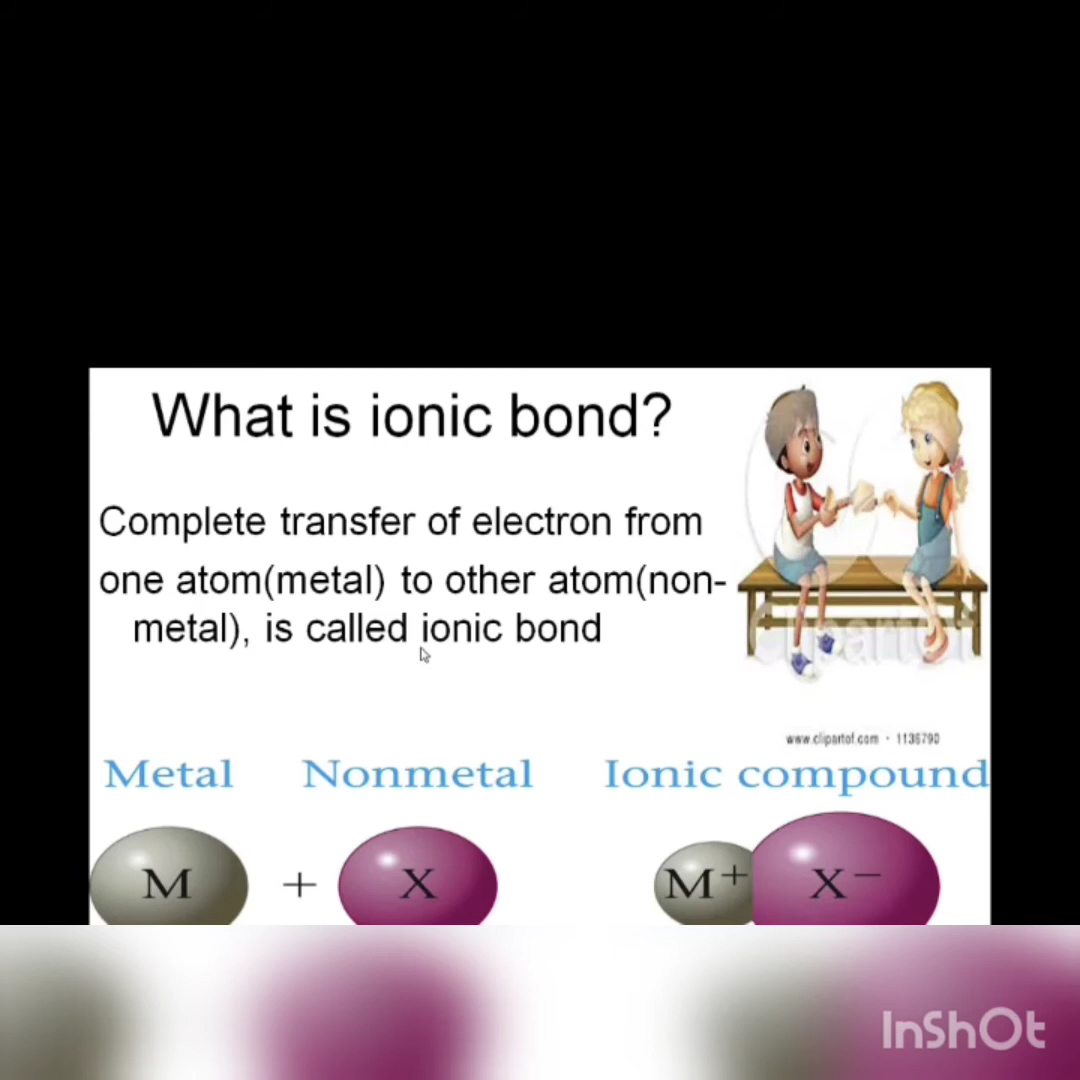 What is ionic bond?
Complete transfer of electron from
one atom(metal) to other atom(non-
metal), is called ionic bond
www.clipartof.com · 1136790
Metal Nonmetal Ionic compound
M + X M+ X−
InShOt